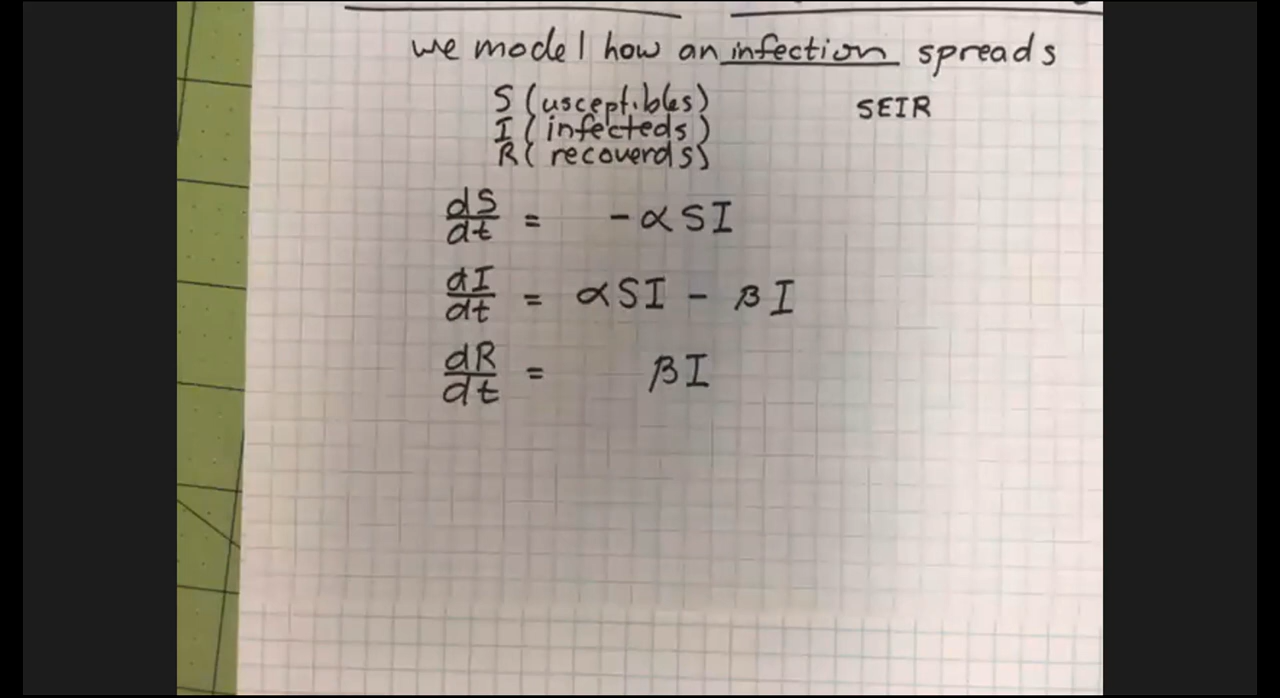 we model how an infection spreads
S (usceptibles)
SEIR
I (infecteds)
R( recoverds)
dS/dt = -αSI
dI/dt = αSI - βI
dR/dt = βI